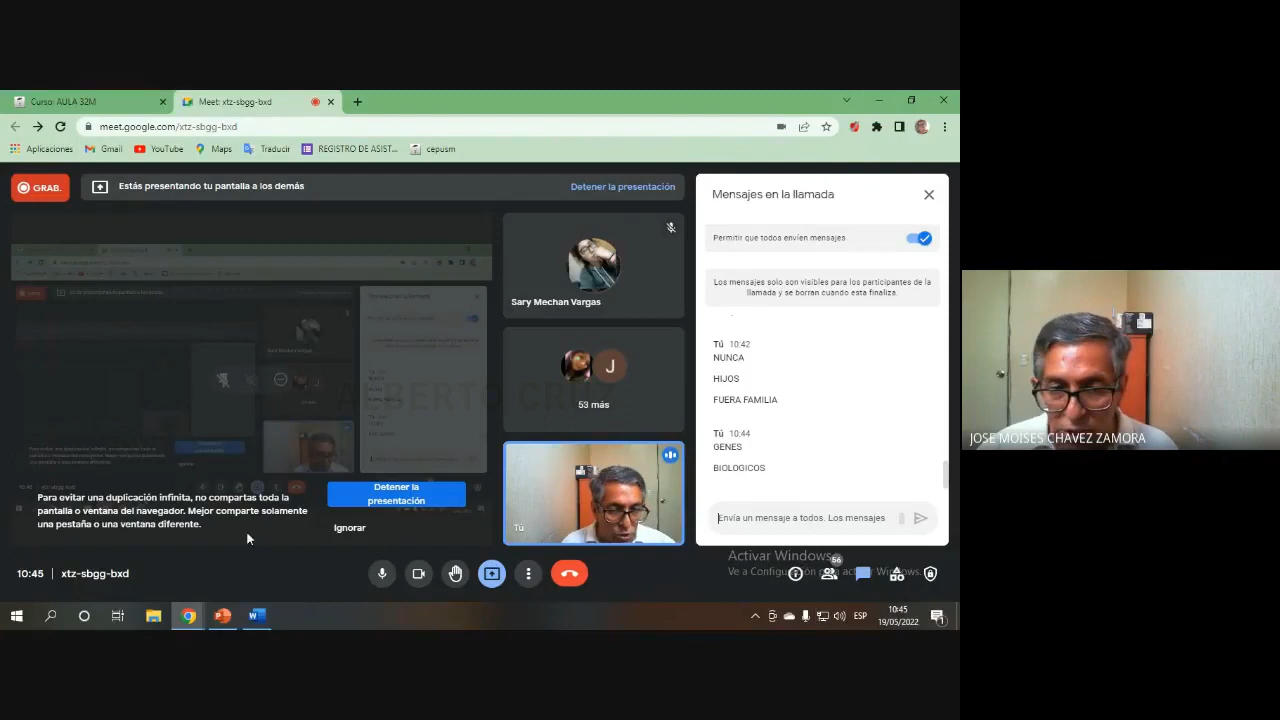 Curso: AULA 32M
Meet: xtz-sbgg-bxd
meet.google.com/xtz-sbgg-bxd
Aplicaciones
Gmail
YouTube
Maps
Traducir
REGISTRO DE ASIST...
cepusm
GRAB.
Estás presentando tu pantalla a los demás
Detener la presentación
Mensajes en la llamada
Permitir que todos envíen mensajes
Los mensajes solo son visibles para los participantes de la
llamada y se borran cuando esta finaliza.
Tú 10:42
NUNCA
HIJOS
FUERA FAMILIA
Tú 10:44
GENES
BIOLOGICOS
Envía un mensaje a todos. Los mensajes
Sary Mechan Vargas
J
53 más
Tú
Para evitar una duplicación infinita, no compartas toda la
pantalla o ventana del navegador. Mejor comparte solamente
una pestaña o una ventana diferente.
Detener la
presentación
Ignorar
10:45 | xtz-sbgg-bxd
56
Activar Windows
Ve a Configuración para activar Windows.
ESP
10:45
19/05/2022
1
JOSE MOISES CHAVEZ ZAMORA